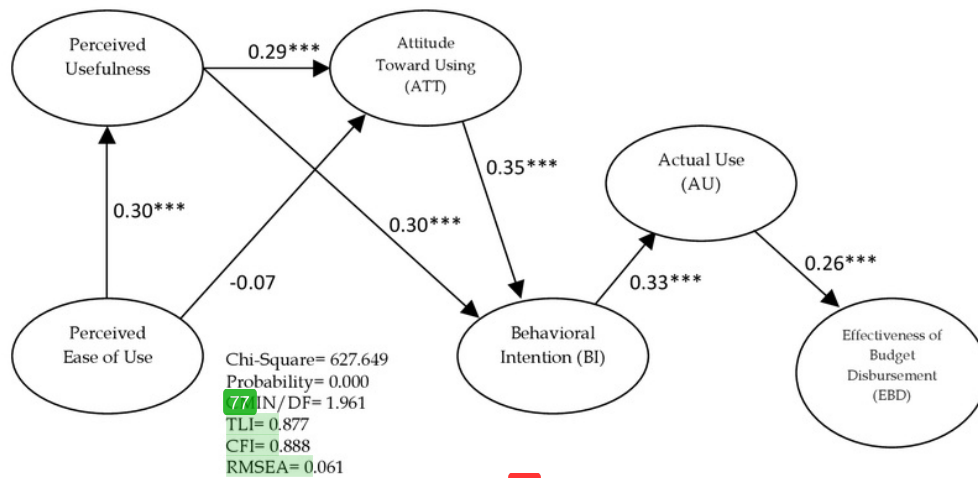 Perceived
Usefulness
0.29***
Attitude
Toward Using
(ATT)
0.30***
-0.07
0.35***
0.30***
Actual Use
(AU)
0.33***
0.26***
Perceived
Ease of Use
Behavioral
Intention (BI)
Effectiveness of
Budget
Disbursement
(EBD)
Chi-Square= 627.649
Probability= 0.000
77
MIN/DF= 1.961
TLI= 0.877
CFI= 0.888
RMSEA= 0.061